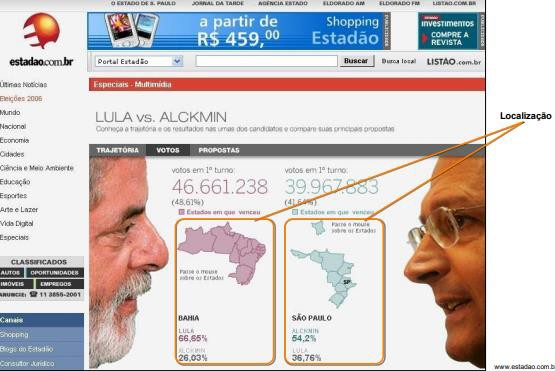 O ESTADO DE S. PAULO JORNAL DA TARDE AGÊNCIA ESTADO ELDORADO AM ELDORADO FM LISTAO.COM.BR
estadao.com.br
a partir de
R$ 459,00
Shopping
Estadão
PUBLICIDADE
ESTADÃO
INVestimentos
COMPRE A
REVISTA
PUBLICIDADE
Portal Estadão
Buscar
Busca local
LISTÃO.com.br
Últimas Notícias
Eleições 2006
Mundo
Nacional
Economia
Cidades
Ciência e Meio Ambiente
Educação
Esportes
Arte e Lazer
Vida Digital
Especiais
CLASSIFICADOS
AUTOS OPORTUNIDADES
IMÓVEIS EMPREGOS
ANUNCIE: 11 3855-2001
Canais
Shopping
Blogs do Estadão
Consultor Jurídico
Especiais - Multimídia
LULA vs. ALCKMIN
Conheça a trajetória e os resultados nas urnas dos candidatos e compare suas principais propostas
TRAJETÓRIA VOTOS PROPOSTAS
votos em 1º turno:
46.661.238
(48,61%)
Estados em que venceu
Passe o mouse
sobre os Estados
BAHIA
LULA
66,65%
ALCKMIN
26,03%
votos em 1º turno:
39.967.883
(41,64%)
Estados em que venceu
Passe o mouse
sobre os Estados
SP
SÃO PAULO
ALCKMIN
54,2%
LULA
36,76%
Localização
www.estadao.com.b